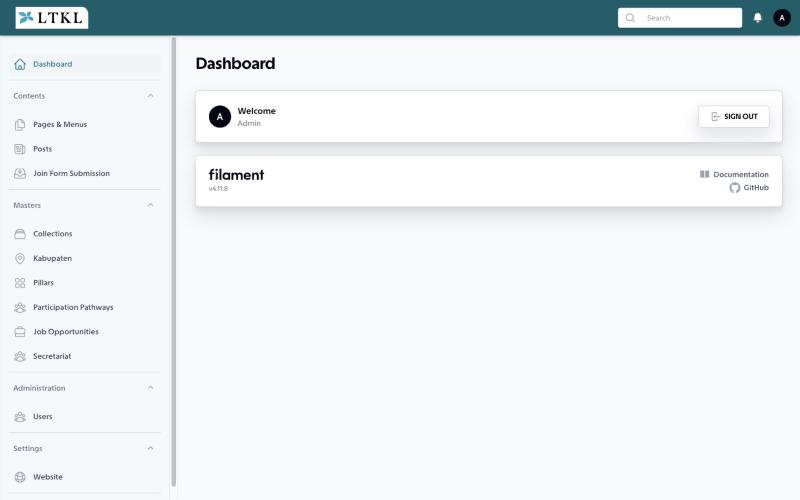 LTKL
Search
A
Dashboard
Contents
Pages & Menus
Posts
Join Form Submission
Masters
Collections
Kabupaten
Pillars
Participation Pathways
Job Opportunities
Secretariat
Administration
Users
Settings
Website
Dashboard
A
Welcome
Admin
SIGN OUT
filament
v4.11.8
Documentation
GitHub